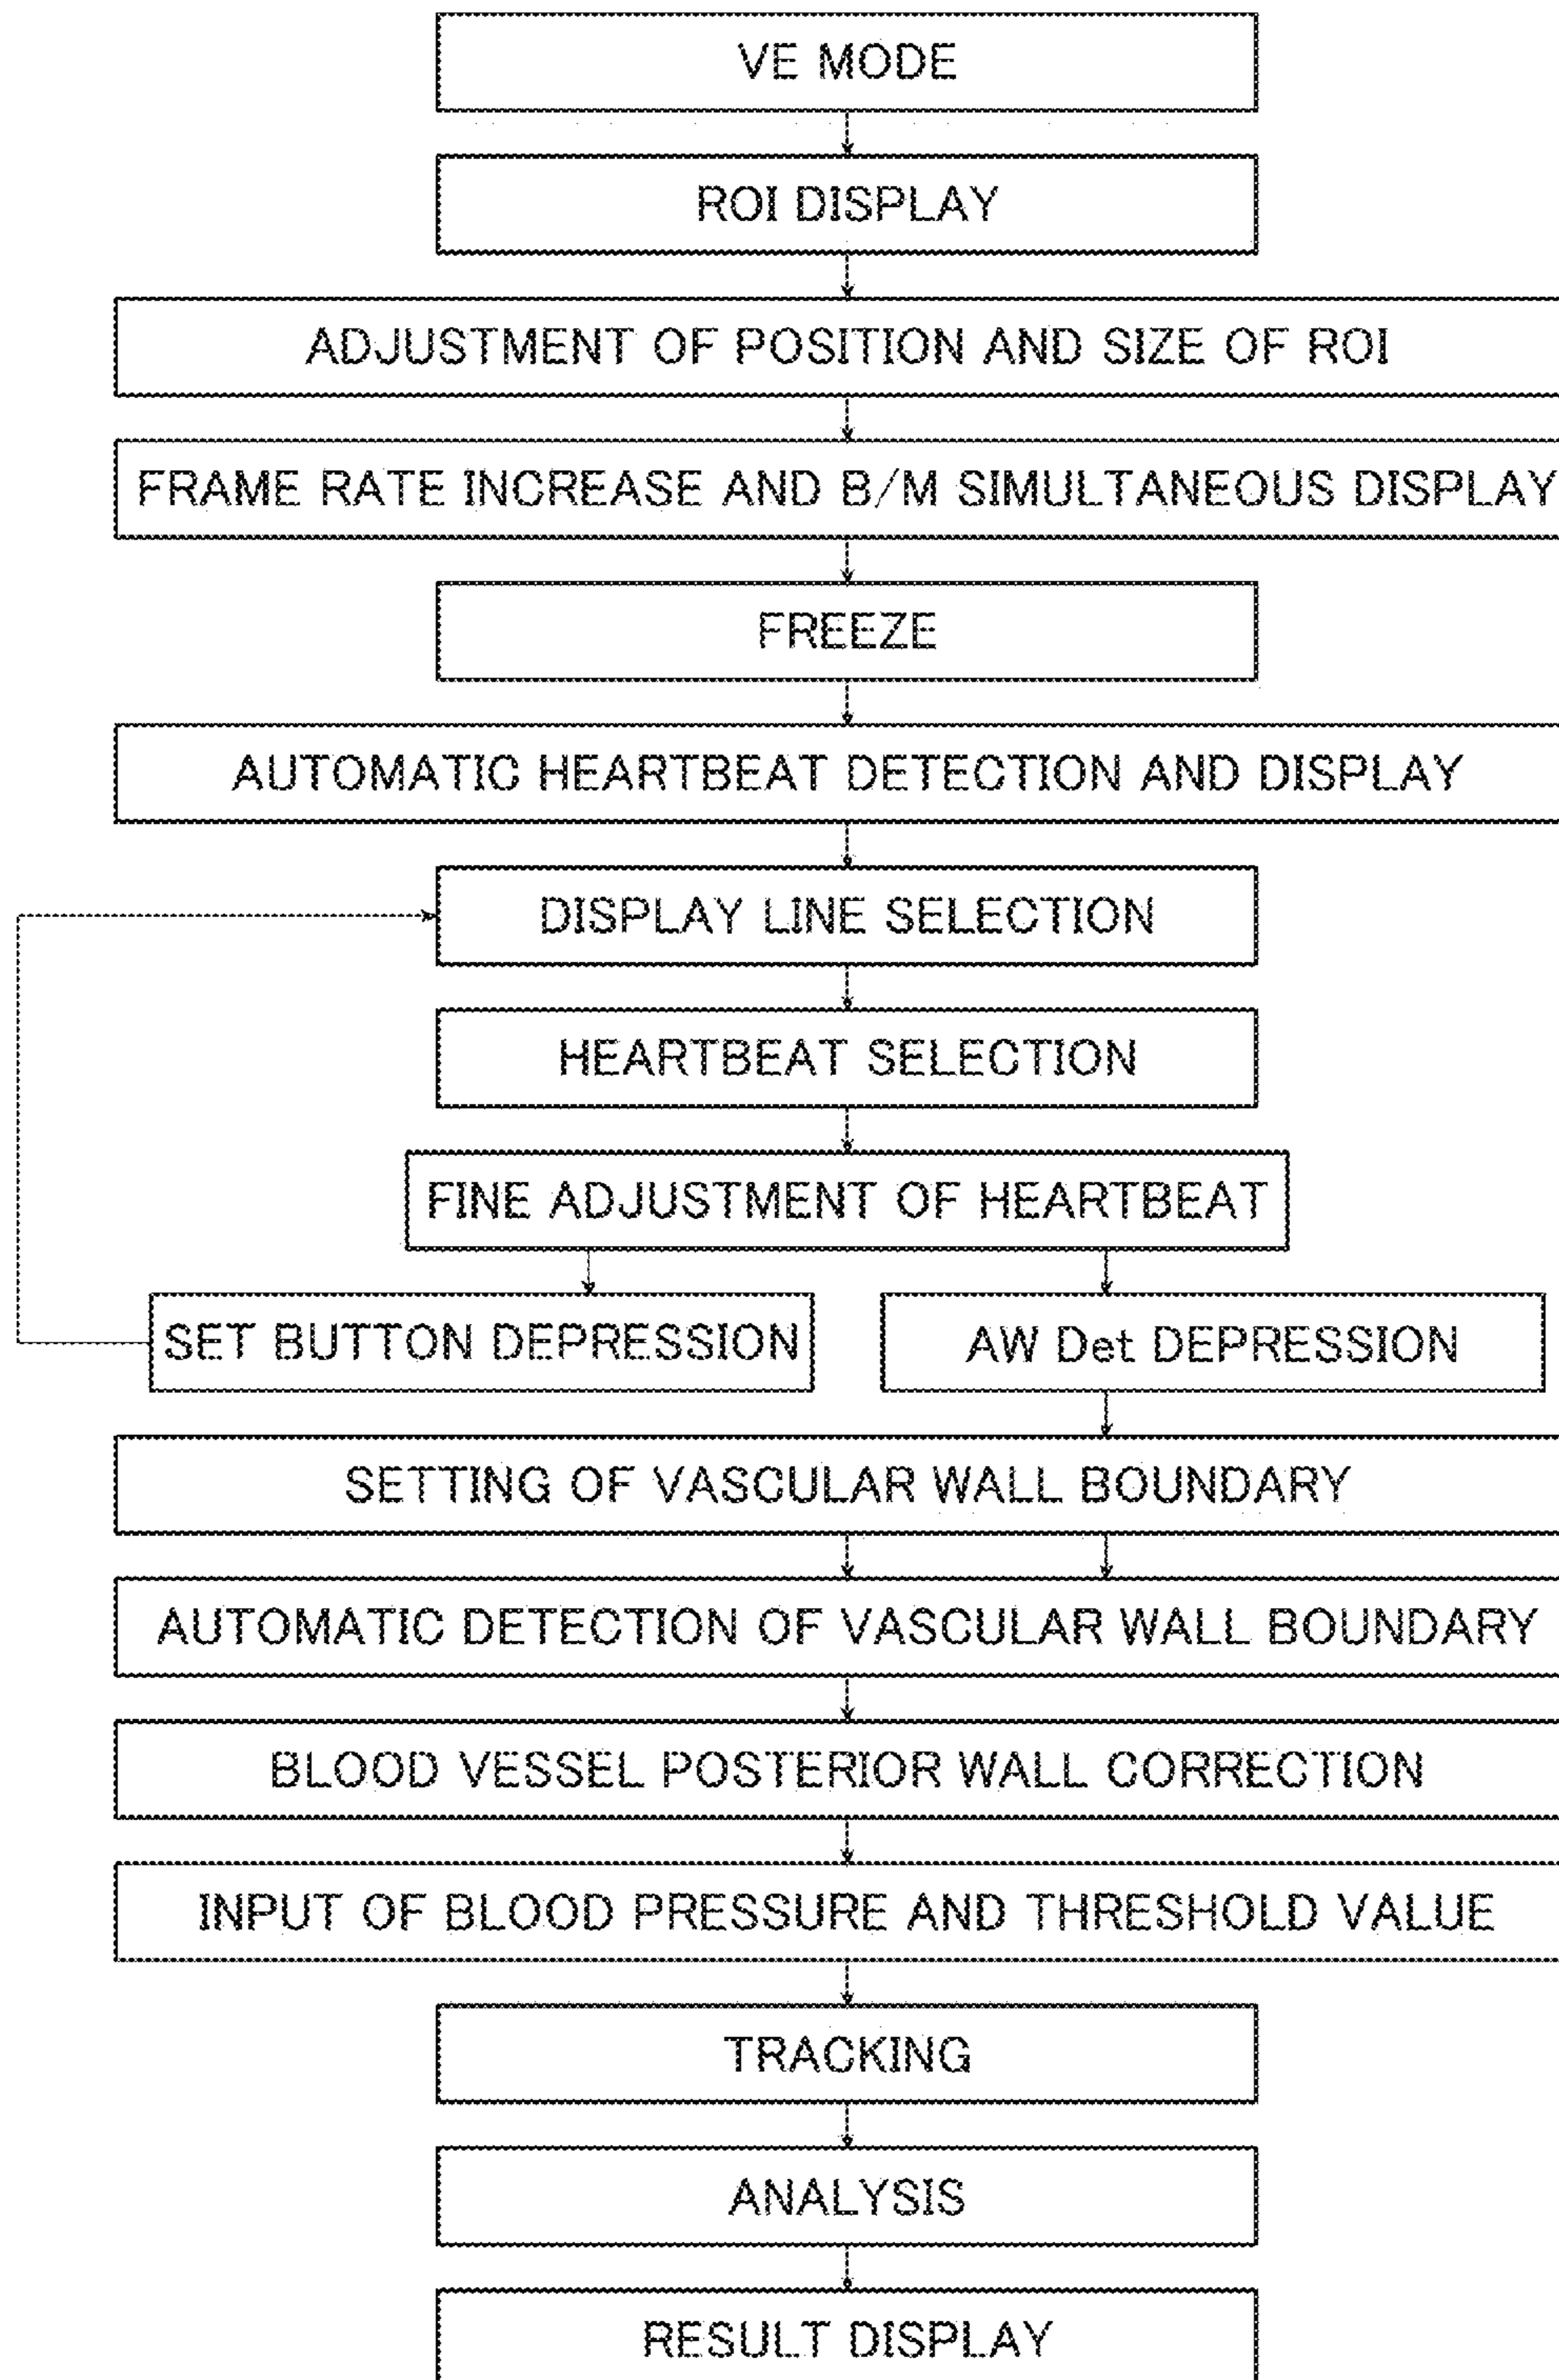 VE MODE
ROI DISPLAY
ADJUSTMENT OF POSITION AND SIZE OF ROI
FRAME RATE INCREASE AND B/M SIMULTANEOUS DISPLAY
FREEZE
AUTOMATIC HEARTBEAT DETECTION AND DISPLAY
DISPLAY LINE SELECTION
HEARTBEAT SELECTION
FINE ADJUSTMENT OF HEARTBEAT
SET BUTTON DEPRESSION
AW Det DEPRESSION
SETTING OF VASCULAR WALL BOUNDARY
AUTOMATIC DETECTION OF VASCULAR WALL BOUNDARY
BLOOD VESSEL POSTERIOR WALL CORRECTION
INPUT OF BLOOD PRESSURE AND THRESHOLD VALUE
TRACKING
ANALYSIS
RESULT DISPLAY